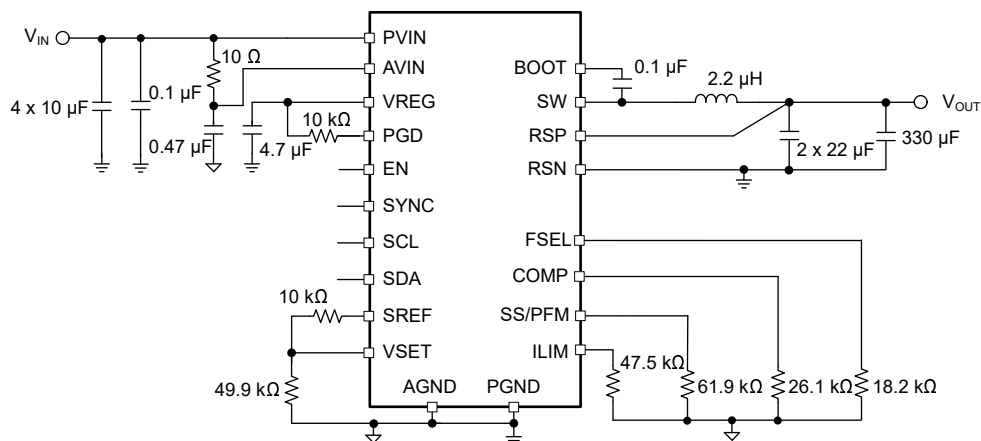 V_IN
4 x 10 µF
0.1 µF
10 Ω
0.47 µF
4.7 µF
10 kΩ
PVIN
AVIN
VREG
PGD
EN
SYNC
SCL
SDA
SREF
VSET
10 kΩ
49.9 kΩ
AGND
PGND
BOOT
SW
RSP
RSN
FSEL
COMP
SS/PFM
ILIM
0.1 µF
2.2 µH
V_OUT
2 x 22 µF
330 µF
47.5 kΩ
61.9 kΩ
26.1 kΩ
18.2 kΩ